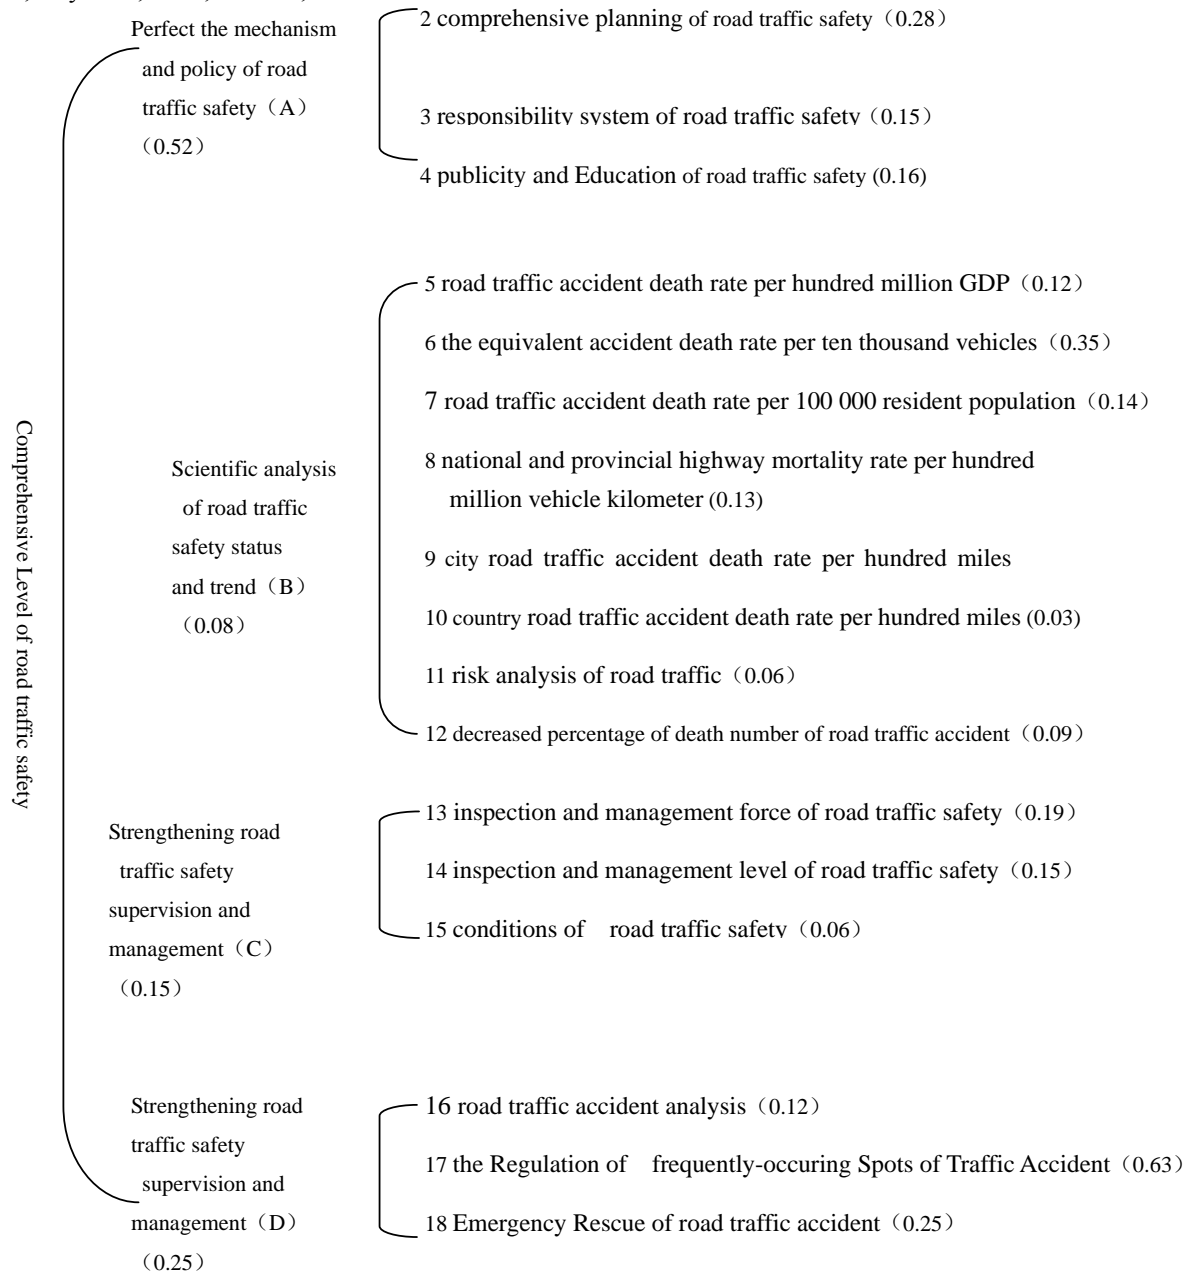 Perfect the mechanism
and policy of road
traffic safety（A）
（0.52）
2 comprehensive planning of road traffic safety（0.28）
3 responsibility system of road traffic safety（0.15）
4 publicity and Education of road traffic safety (0.16)
Comprehensive Level of road traffic safety
Scientific analysis
of road traffic
safety status
and trend（B）
（0.08）
5 road traffic accident death rate per hundred million GDP（0.12）
6 the equivalent accident death rate per ten thousand vehicles（0.35）
7 road traffic accident death rate per 100 000 resident population（0.14）
8 national and provincial highway mortality rate per hundred
million vehicle kilometer (0.13)
9 city road traffic accident death rate per hundred miles
10 country road traffic accident death rate per hundred miles (0.03)
11 risk analysis of road traffic（0.06）
12 decreased percentage of death number of road traffic accident（0.09）
Strengthening road
traffic safety
supervision and
management（C）
（0.15）
13 inspection and management force of road traffic safety（0.19）
14 inspection and management level of road traffic safety（0.15）
15 conditions of road traffic safety（0.06）
Strengthening road
traffic safety
supervision and
management（D）
（0.25）
16 road traffic accident analysis（0.12）
17 the Regulation of frequently-occuring Spots of Traffic Accident（0.63）
18 Emergency Rescue of road traffic accident（0.25）